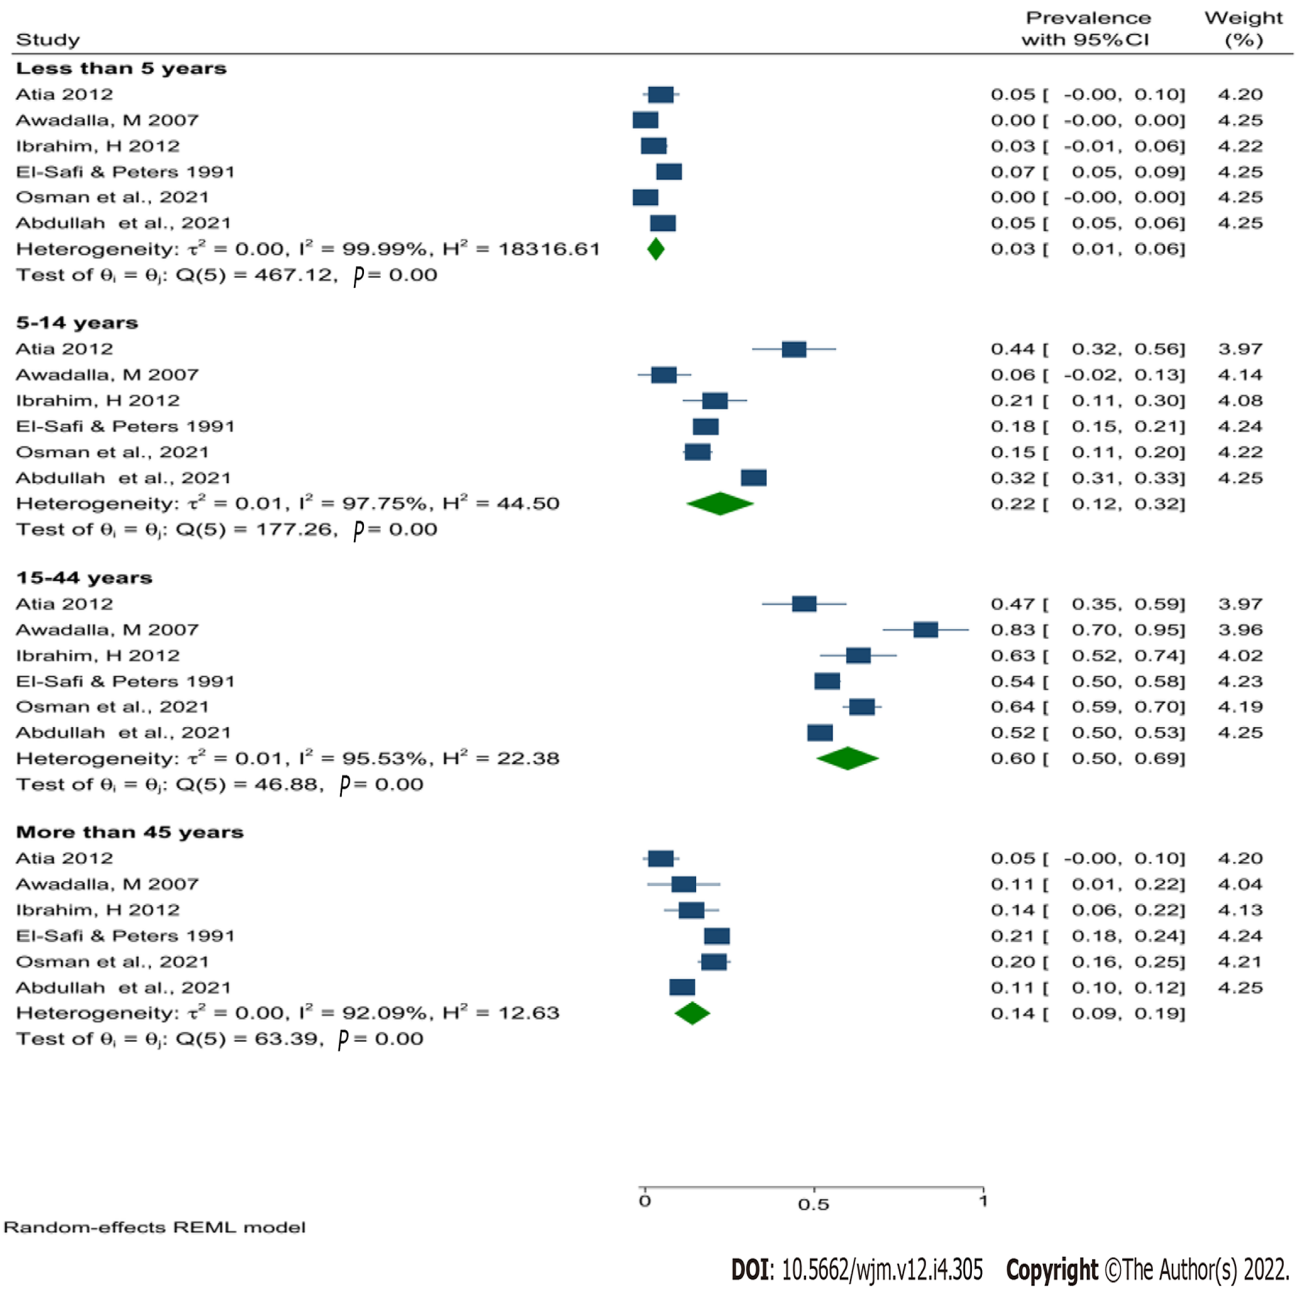 Prevalence Weight
Study with 95%CI (%)
Less than 5 years
Atia 2012 0.05 [ -0.00, 0.10] 4.20
Awadalla, M 2007 0.00 [ -0.00, 0.00] 4.25
Ibrahim, H 2012 0.03 [ -0.01, 0.06] 4.22
El-Safi & Peters 1991 0.07 [ 0.05, 0.09] 4.25
Osman et al., 2021 0.00 [ -0.00, 0.00] 4.25
Abdullah et al., 2021 0.05 [ 0.05, 0.06] 4.25
Heterogeneity: τ² = 0.00, I² = 99.99%, H² = 18316.61 0.03 [ 0.01, 0.06]
Test of θᵢ = θⱼ: Q(5) = 467.12, P = 0.00
5-14 years
Atia 2012 0.44 [ 0.32, 0.56] 3.97
Awadalla, M 2007 0.06 [ -0.02, 0.13] 4.14
Ibrahim, H 2012 0.21 [ 0.11, 0.30] 4.08
El-Safi & Peters 1991 0.18 [ 0.15, 0.21] 4.24
Osman et al., 2021 0.15 [ 0.11, 0.20] 4.22
Abdullah et al., 2021 0.32 [ 0.31, 0.33] 4.25
Heterogeneity: τ² = 0.01, I² = 97.75%, H² = 44.50 0.22 [ 0.12, 0.32]
Test of θᵢ = θⱼ: Q(5) = 177.26, P = 0.00
15-44 years
Atia 2012 0.47 [ 0.35, 0.59] 3.97
Awadalla, M 2007 0.83 [ 0.70, 0.95] 3.96
Ibrahim, H 2012 0.63 [ 0.52, 0.74] 4.02
El-Safi & Peters 1991 0.54 [ 0.50, 0.58] 4.23
Osman et al., 2021 0.64 [ 0.59, 0.70] 4.19
Abdullah et al., 2021 0.52 [ 0.50, 0.53] 4.25
Heterogeneity: τ² = 0.01, I² = 95.53%, H² = 22.38 0.60 [ 0.50, 0.69]
Test of θᵢ = θⱼ: Q(5) = 46.88, P = 0.00
More than 45 years
Atia 2012 0.05 [ -0.00, 0.10] 4.20
Awadalla, M 2007 0.11 [ 0.01, 0.22] 4.04
Ibrahim, H 2012 0.14 [ 0.06, 0.22] 4.13
El-Safi & Peters 1991 0.21 [ 0.18, 0.24] 4.24
Osman et al., 2021 0.20 [ 0.16, 0.25] 4.21
Abdullah et al., 2021 0.11 [ 0.10, 0.12] 4.25
Heterogeneity: τ² = 0.00, I² = 92.09%, H² = 12.63 0.14 [ 0.09, 0.19]
Test of θᵢ = θⱼ: Q(5) = 63.39, P = 0.00
0 0.5 1
Random-effects REML model
DOI: 10.5662/wjm.v12.i4.305 Copyright ©The Author(s) 2022.